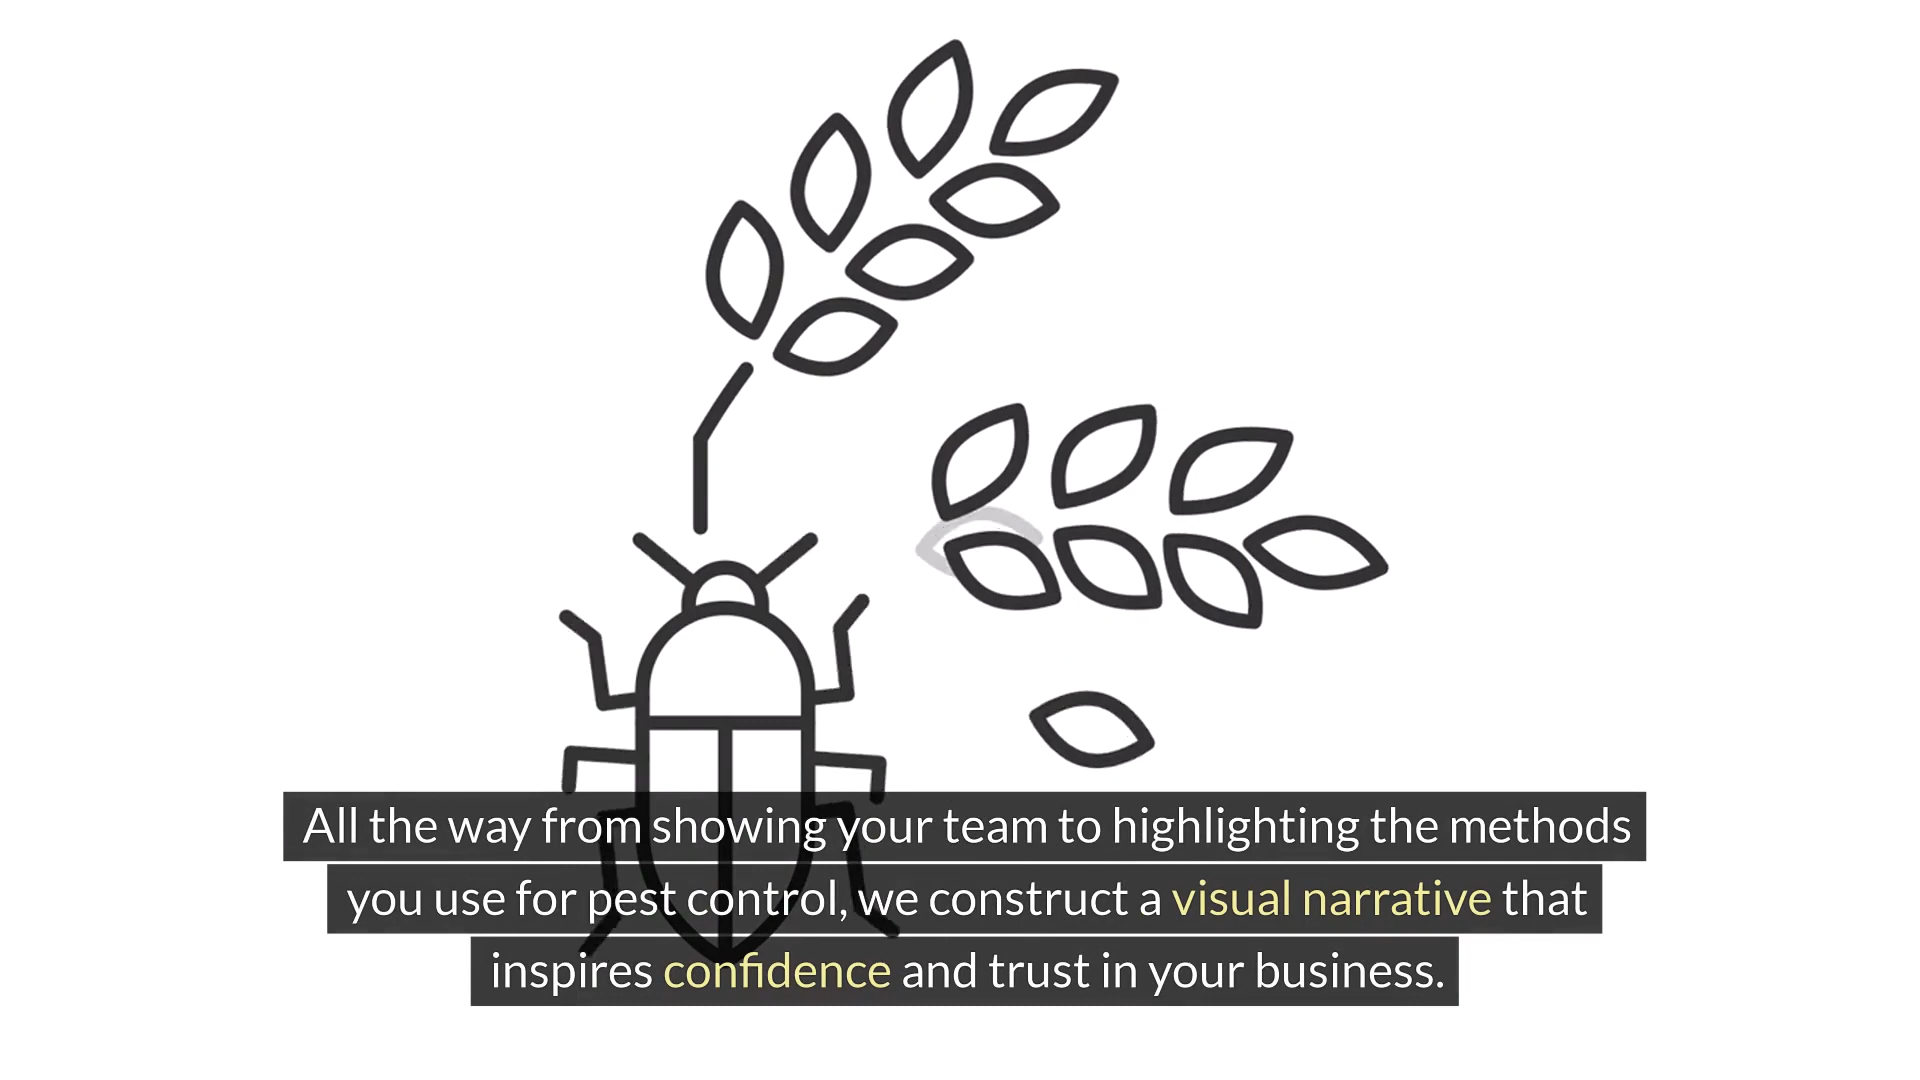 All the way from showing your team to highlighting the methods
you use for pest control, we construct a visual narrative that
inspires confidence and trust in your business.